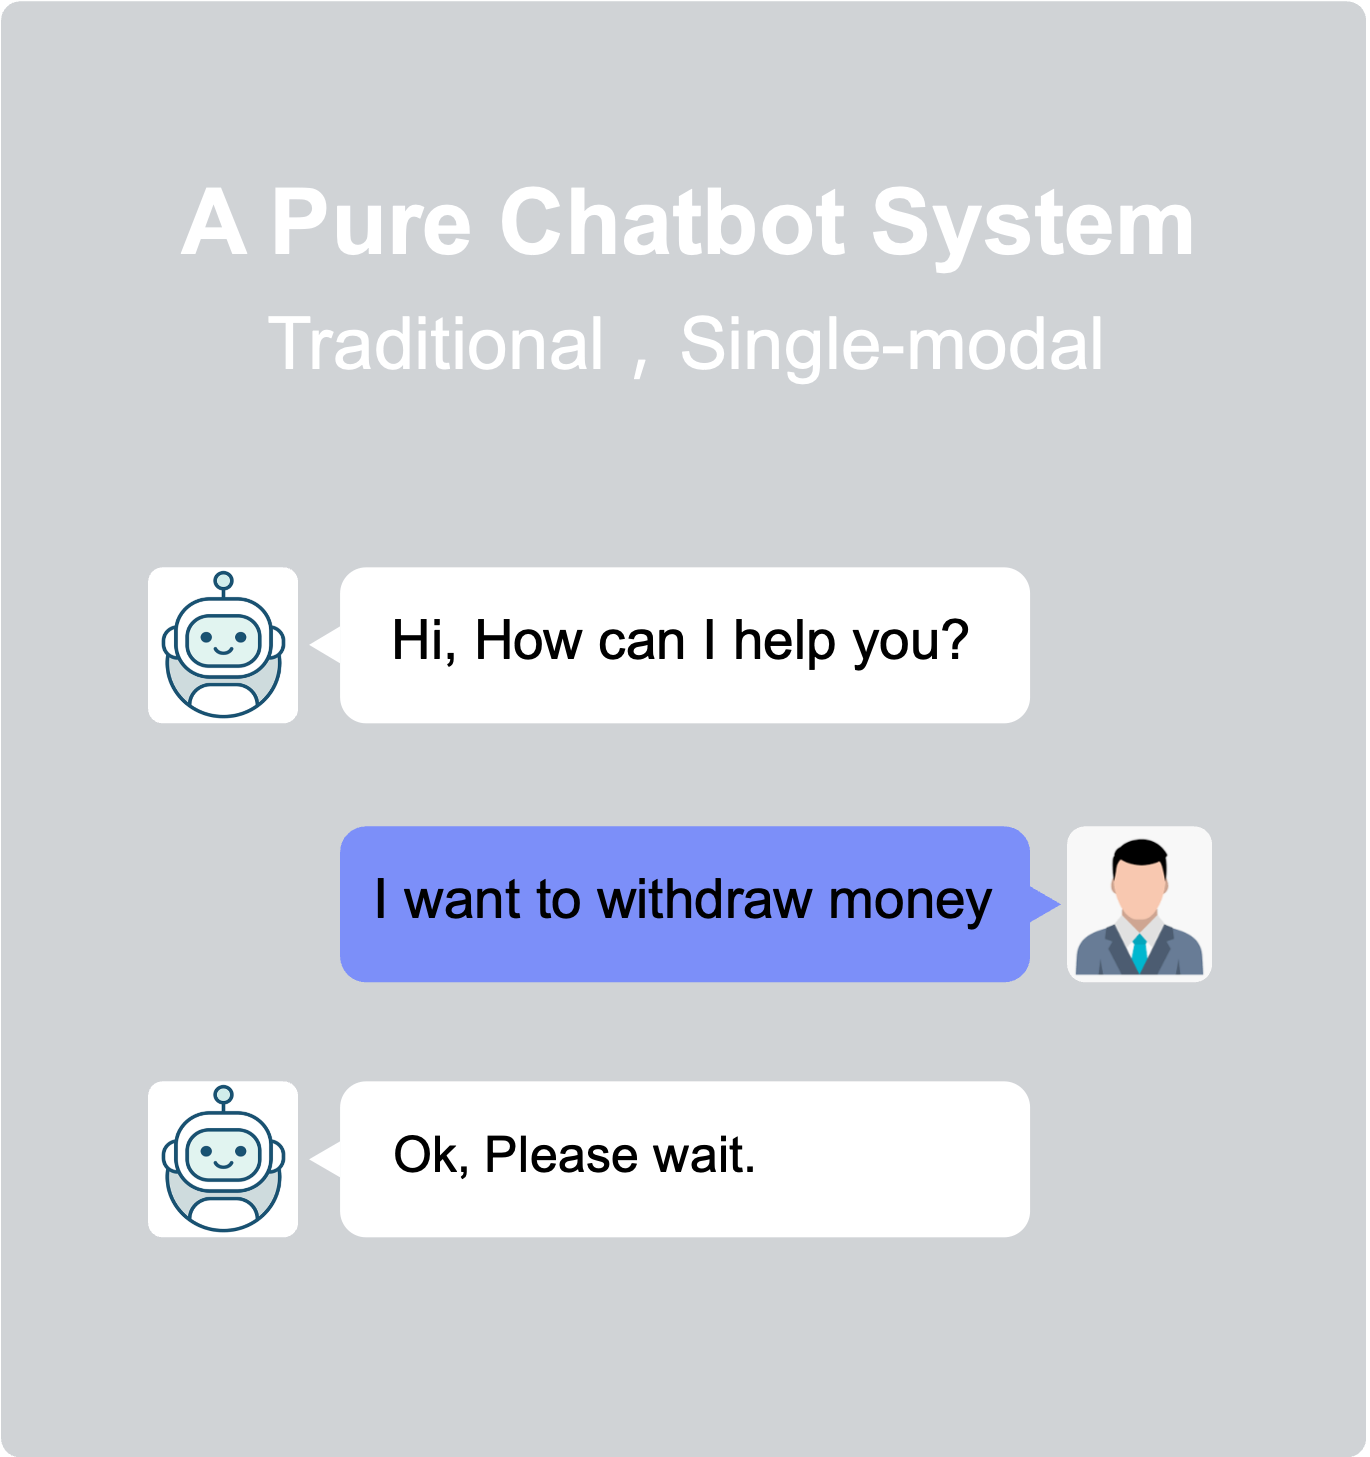 A Pure Chatbot System
Traditional , Single-modal
Hi, How can I help you?
I want to withdraw money
Ok, Please wait.